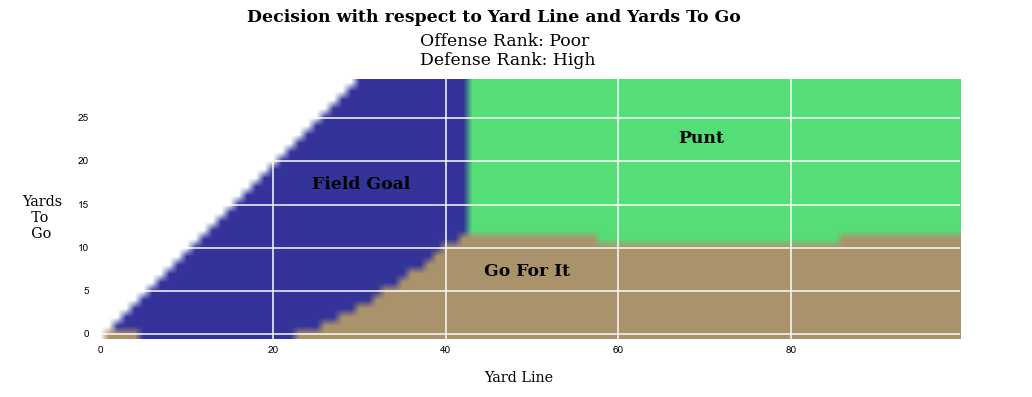 Decision with respect to Yard Line and Yards To Go
Offense Rank: Poor
Defense Rank: High
25
20
15
10
5
0
Yards
To
Go
Punt
Field Goal
Go For It
0 20 40 60 80
Yard Line